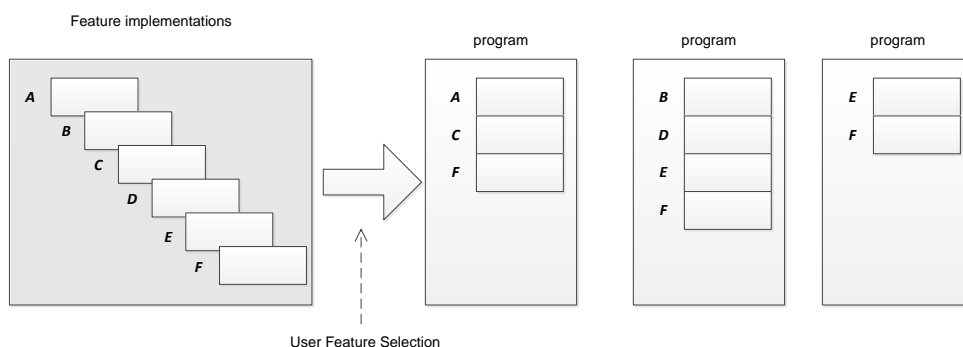 Feature implementations
A
B
C
D
E
F
User Feature Selection
program
A
C
F
program
B
D
E
F
program
E
F